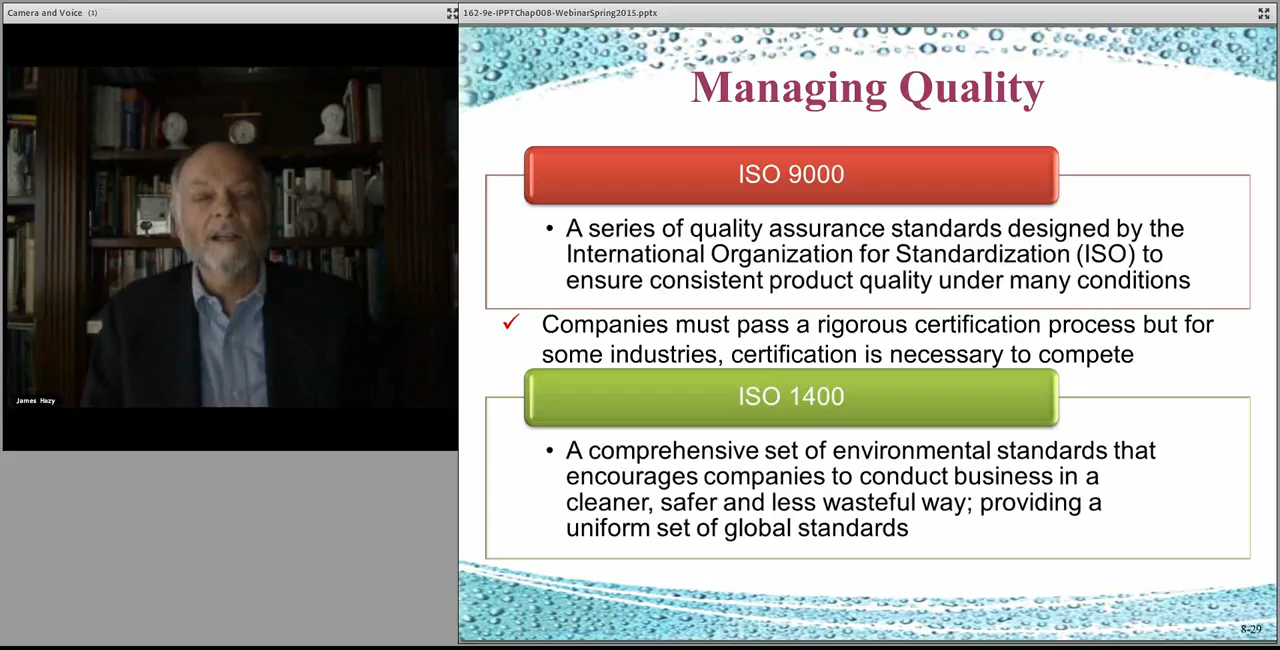 Camera and Voice (1)
162-9e-IPPTChap008-WebinarSpring2015.pptx
James Hazy
Managing Quality
ISO 9000
• A series of quality assurance standards designed by the
International Organization for Standardization (ISO) to
ensure consistent product quality under many conditions
✓ Companies must pass a rigorous certification process but for
some industries, certification is necessary to compete
ISO 1400
• A comprehensive set of environmental standards that
encourages companies to conduct business in a
cleaner, safer and less wasteful way; providing a
uniform set of global standards
8-29